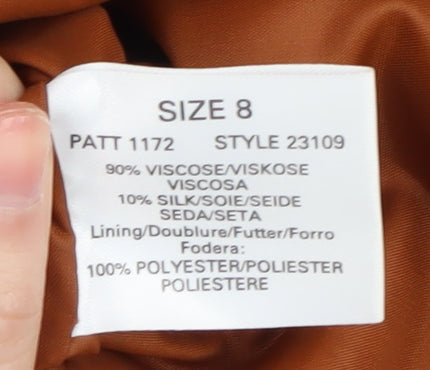 SIZE 8
PATT 1172 STYLE 23109
90% VISCOSE/VISKOSE
VISCOSA
10% SILK/SOIE/SEIDE
SEDA/SETA
Lining/Doublure/Futter/Forro
Fodera:
100% POLYESTER/POLIESTER
POLIESTERE